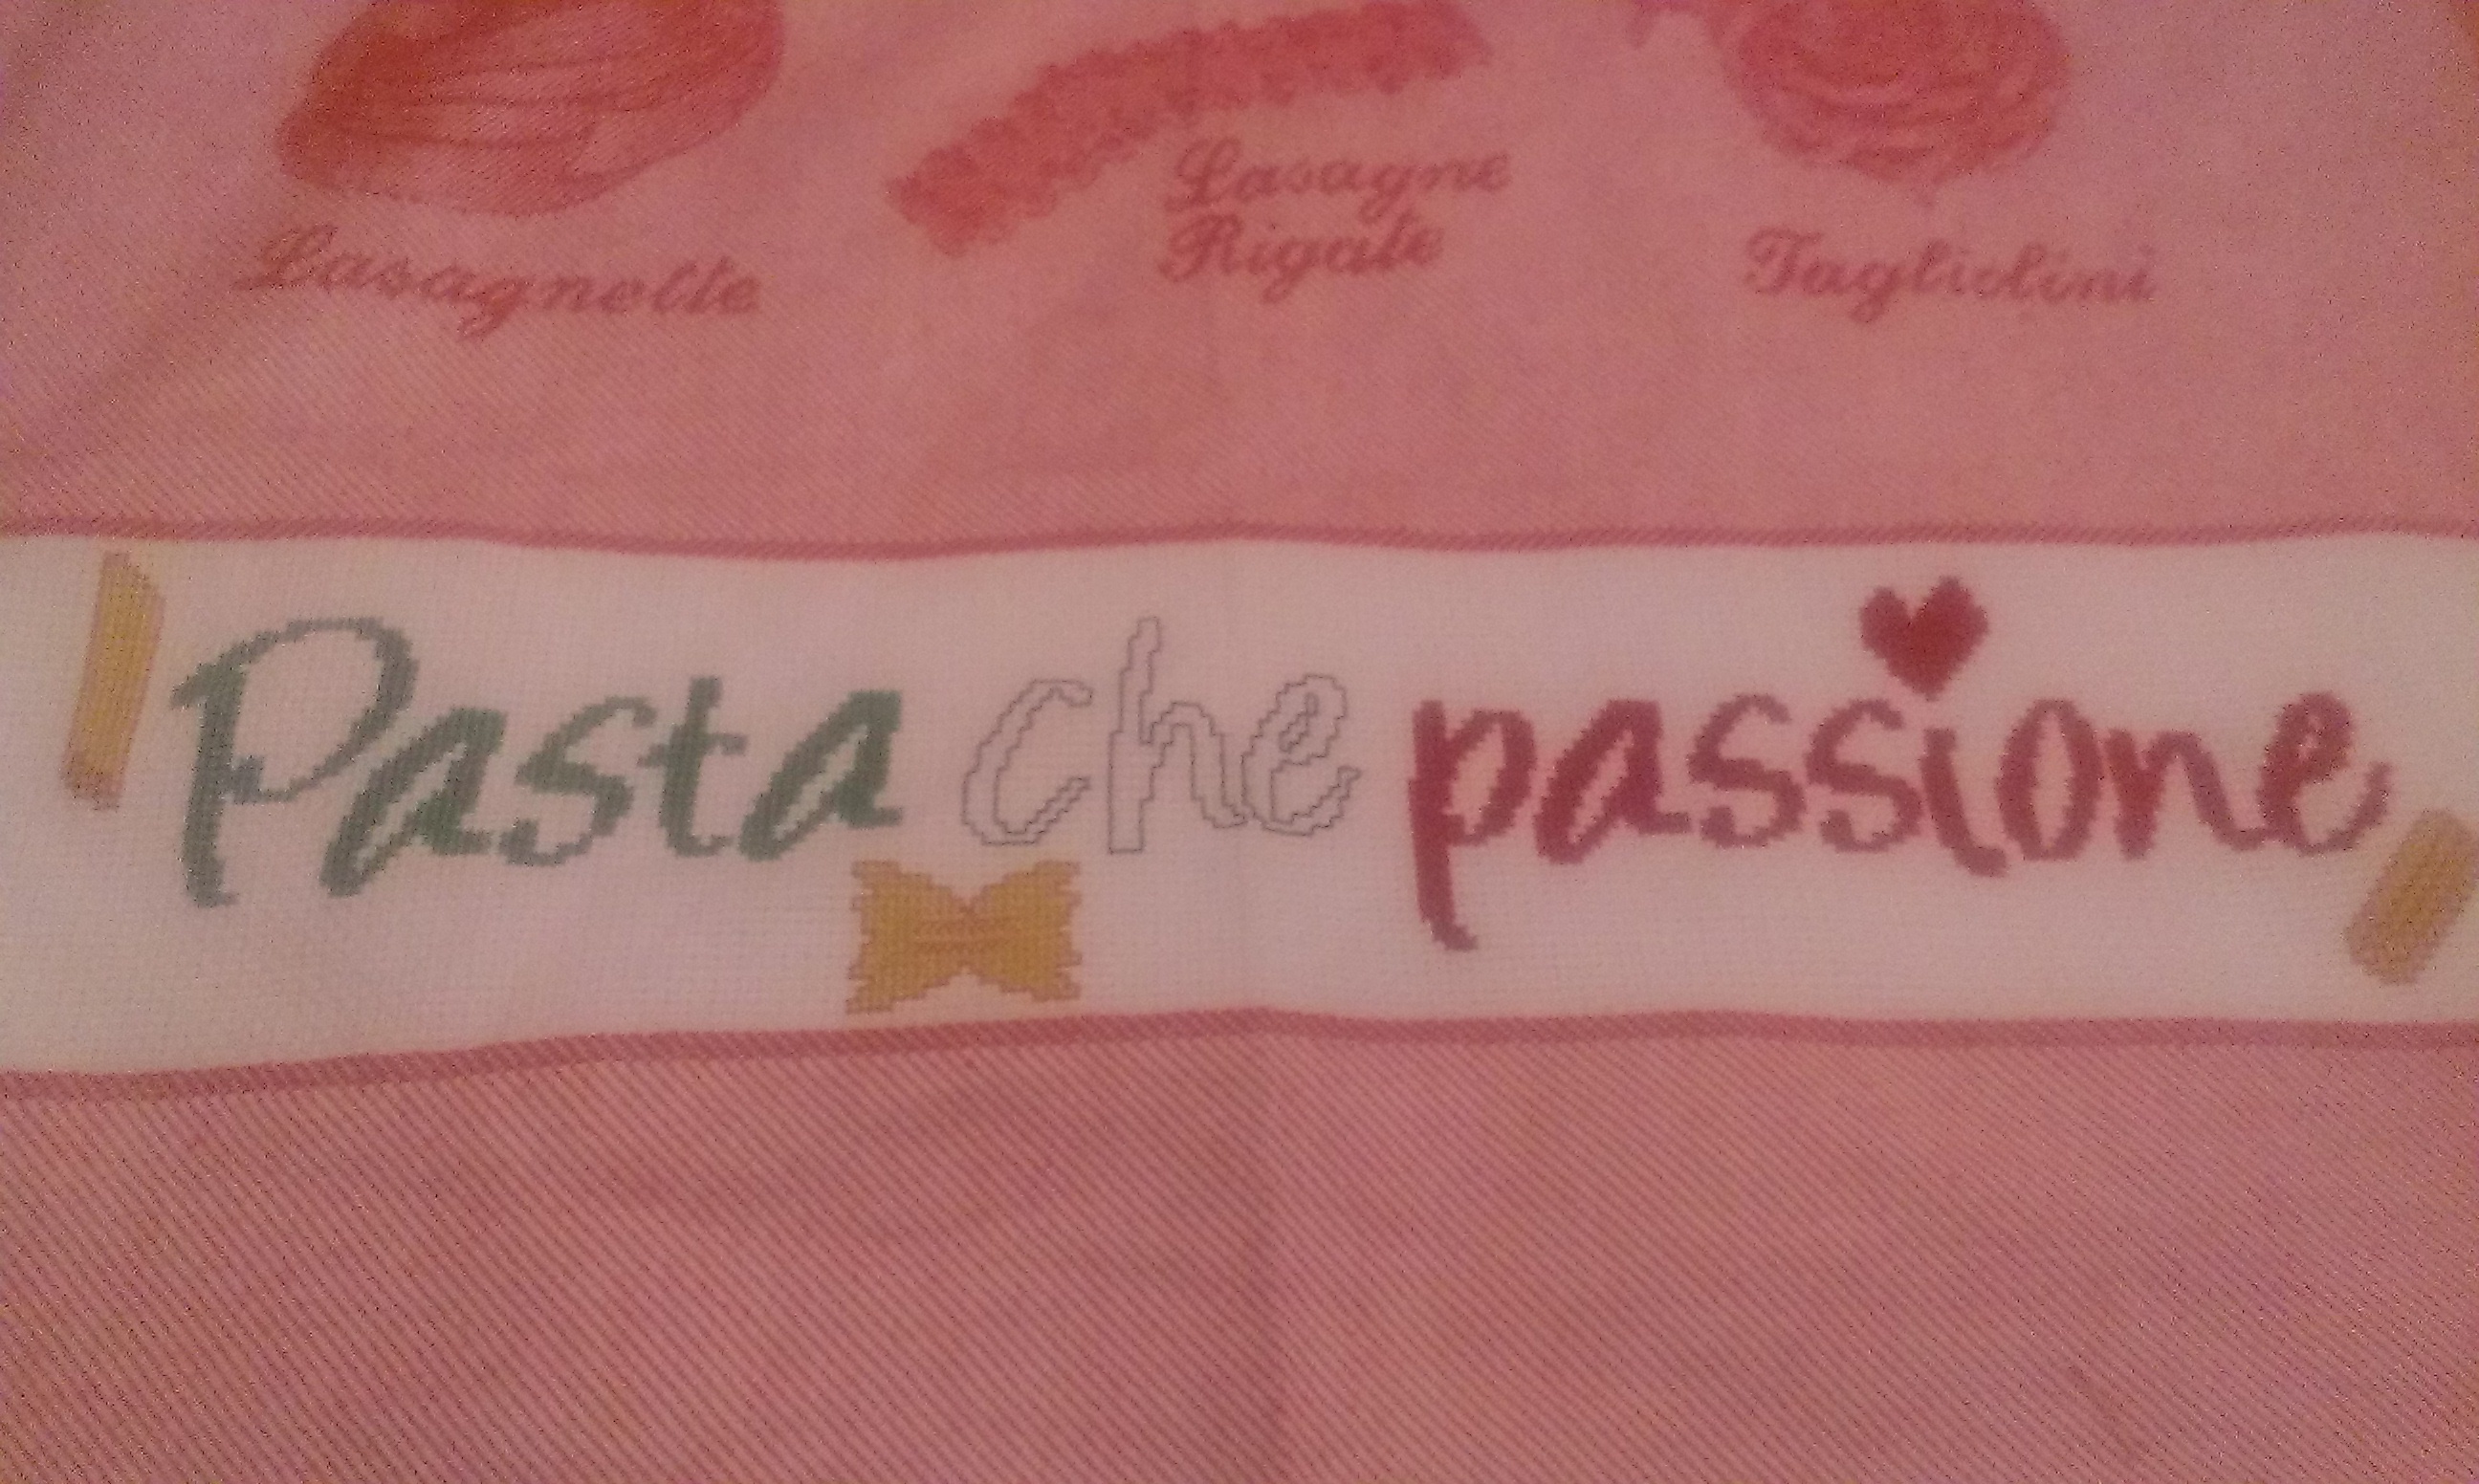 Lasagnette
Lasagne
Rigate
Tagliolini
Pasta che passione